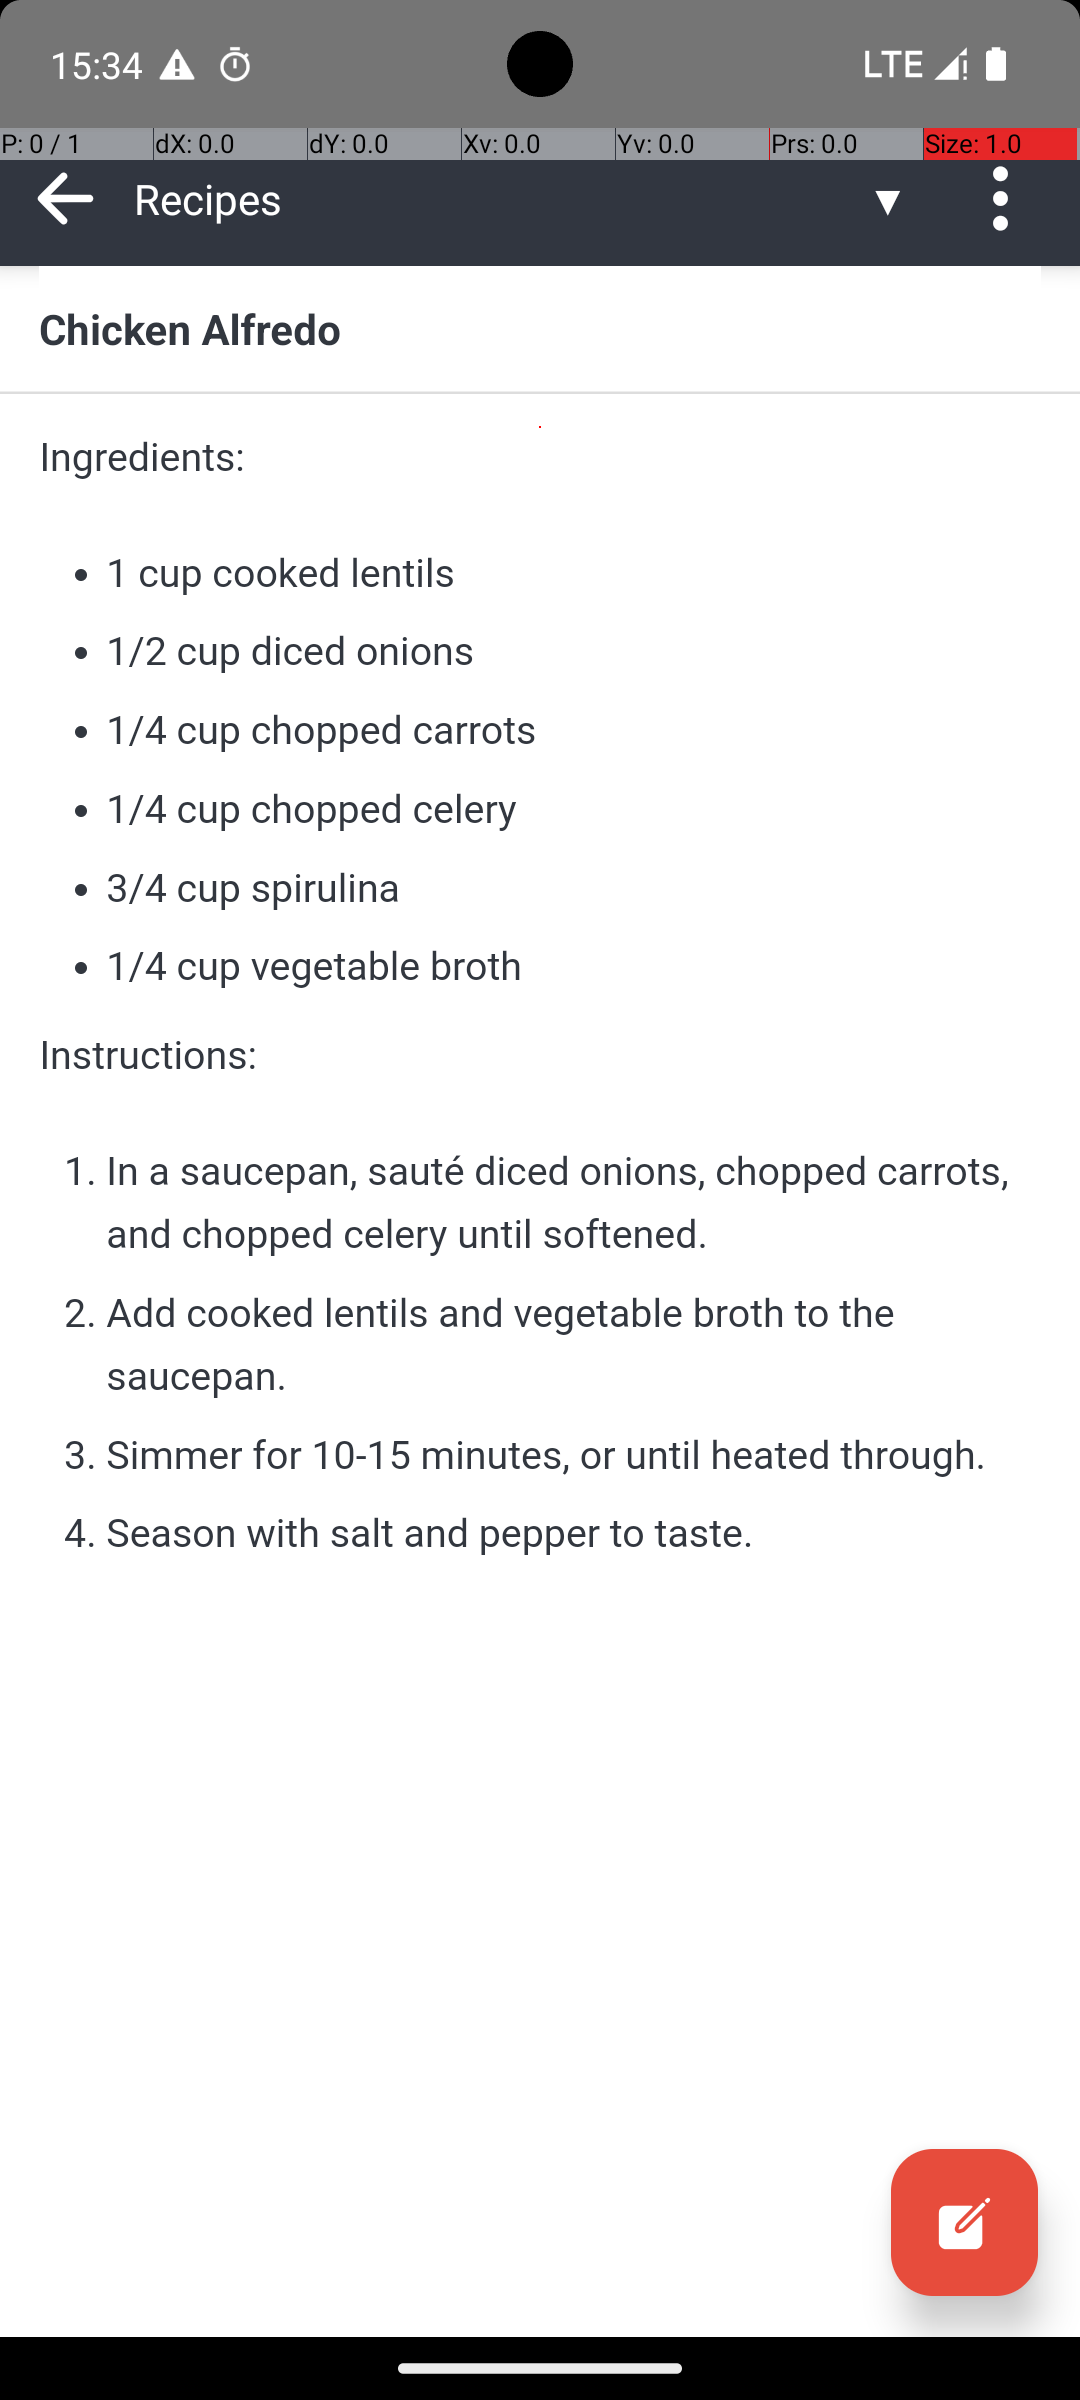 15:34
LTE
P: 0 / 1
dX: 0.0
dY: 0.0
Xv: 0.0
Yv: 0.0
Prs: 0.0
Size: 1.0
Recipes
Chicken Alfredo
Ingredients:
• 1 cup cooked lentils
• 1/2 cup diced onions
• 1/4 cup chopped carrots
• 1/4 cup chopped celery
• 3/4 cup spirulina
• 1/4 cup vegetable broth
Instructions:
1. In a saucepan, sauté diced onions, chopped carrots,
and chopped celery until softened.
2. Add cooked lentils and vegetable broth to the
saucepan.
3. Simmer for 10-15 minutes, or until heated through.
4. Season with salt and pepper to taste.